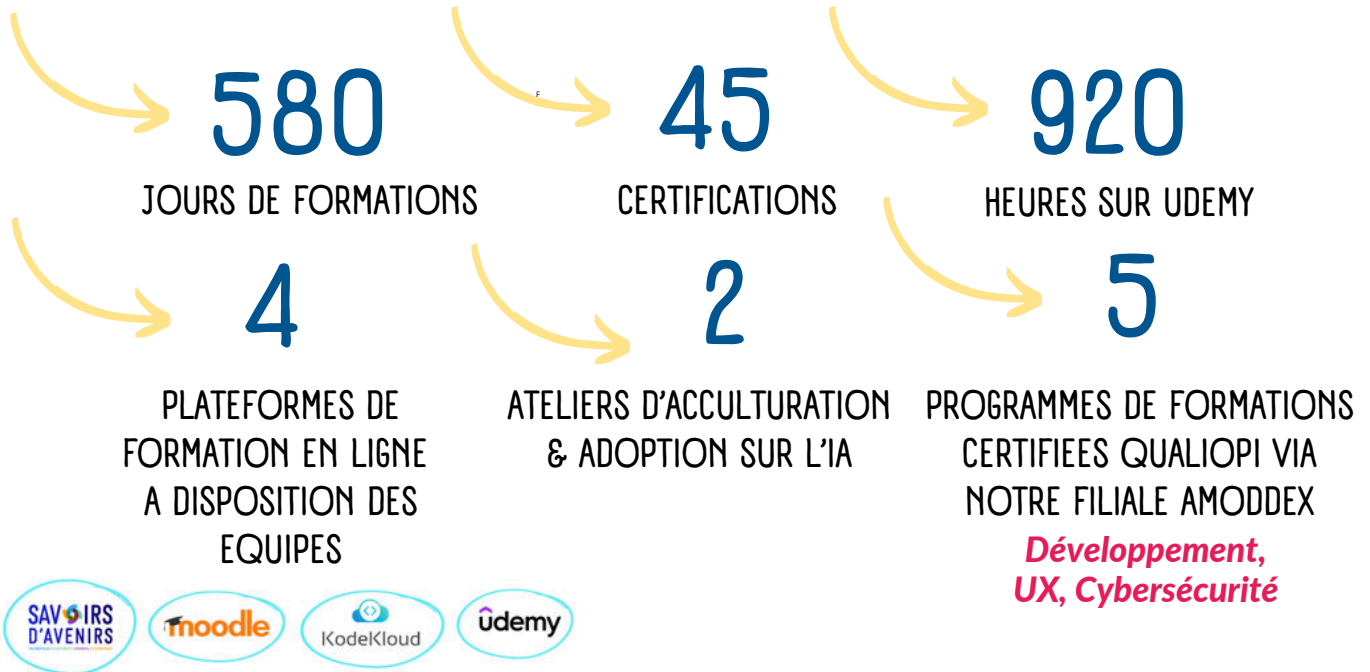 580
JOURS DE FORMATIONS
F
45
CERTIFICATIONS
920
HEURES SUR UDEMY
4
PLATEFORMES DE
FORMATION EN LIGNE
A DISPOSITION DES
EQUIPES
2
ATELIERS D'ACCULTURATION
& ADOPTION SUR L'IA
5
PROGRAMMES DE FORMATIONS
CERTIFIEES QUALIOPI VIA
NOTRE FILIALE AMODDEX
Développement,
UX, Cybersécurité
SAVOIRS
D'AVENIRS
moodle
KodeKloud
ûdemy